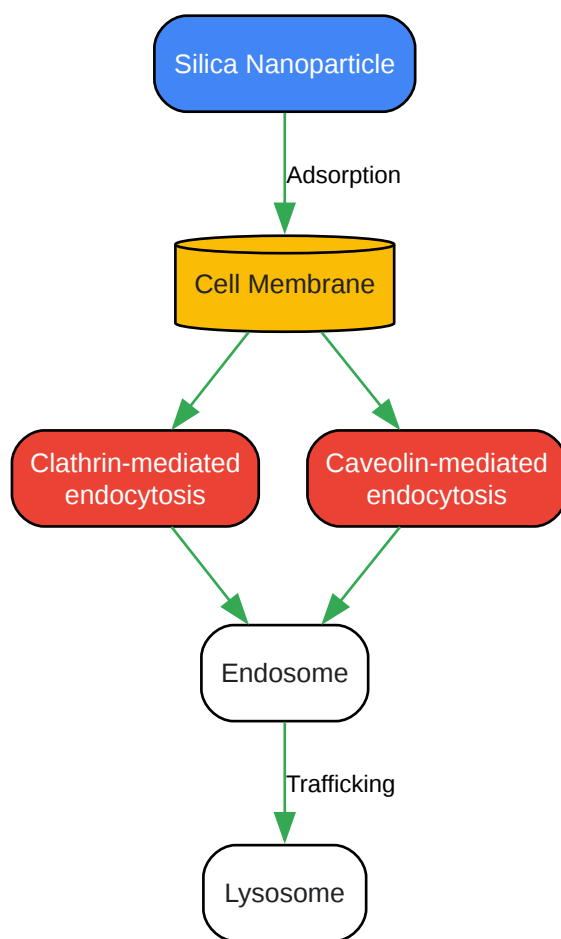 Silica Nanoparticle
Adsorption
Cell Membrane
Clathrin-mediated
endocytosis
Caveolin-mediated
endocytosis
Endosome
Trafficking
Lysosome